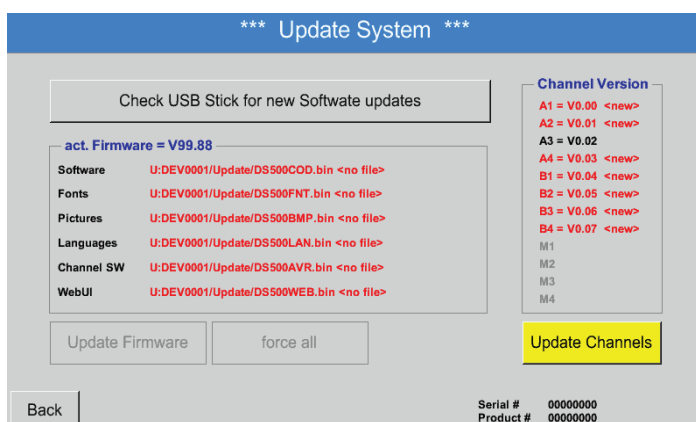 *** Update System ***
Check USB Stick for new Softwate updates
act. Firmware = V99.88
Software U:DEV0001/Update/DS500COD.bin <no file>
Fonts U:DEV0001/Update/DS500FNT.bin <no file>
Pictures U:DEV0001/Update/DS500BMP.bin <no file>
Languages U:DEV0001/Update/DS500LAN.bin <no file>
Channel SW U:DEV0001/Update/DS500AVR.bin <no file>
WebUI U:DEV0001/Update/DS500WEB.bin <no file>
Channel Version
A1 = V0.00 <new>
A2 = V0.01 <new>
A3 = V0.02
A4 = V0.03 <new>
B1 = V0.04 <new>
B2 = V0.05 <new>
B3 = V0.06 <new>
B4 = V0.07 <new>
M1
M2
M3
M4
Update Firmware
force all
Update Channels
Back
Serial # 00000000
Product # 00000000